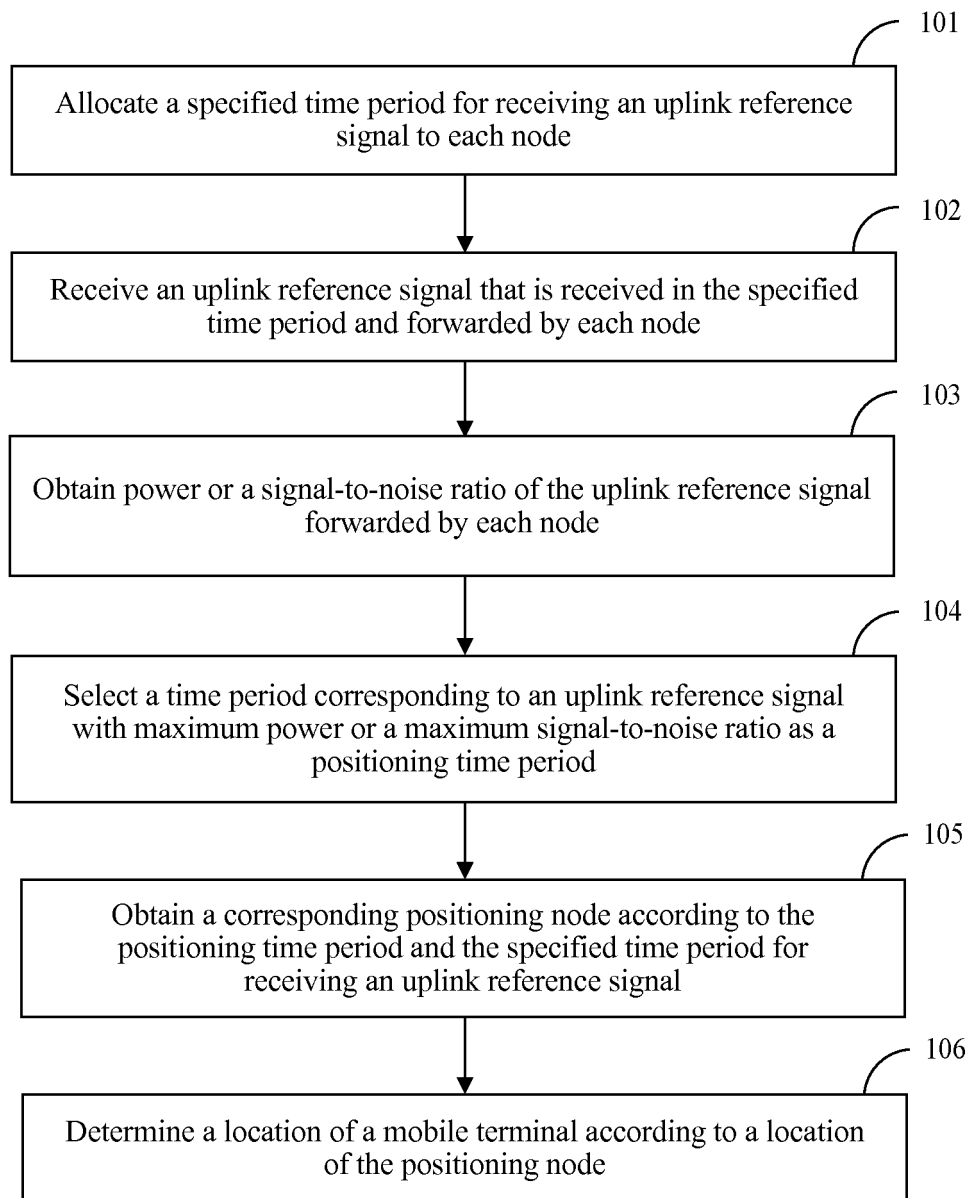 101
Allocate a specified time period for receiving an uplink reference
signal to each node
102
Receive an uplink reference signal that is received in the specified
time period and forwarded by each node
103
Obtain power or a signal-to-noise ratio of the uplink reference signal
forwarded by each node
104
Select a time period corresponding to an uplink reference signal
with maximum power or a maximum signal-to-noise ratio as a
positioning time period
105
Obtain a corresponding positioning node according to the
positioning time period and the specified time period for
receiving an uplink reference signal
106
Determine a location of a mobile terminal according to a location
of the positioning node